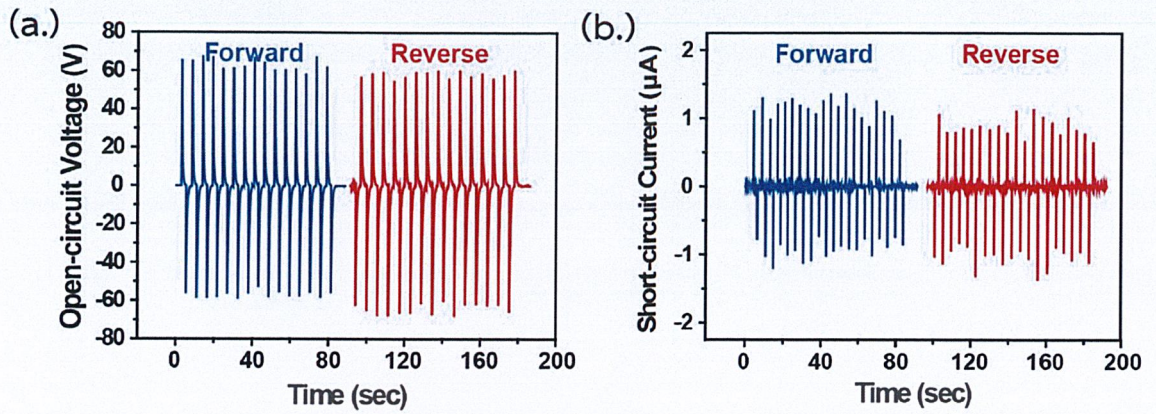 (a.)
Open-circuit Voltage (V)
80
60
40
20
0
-20
-40
-60
-80
Forward
Reverse
0
40
80
120
160
200
Time (sec)
(b.)
Short-circuit Current (μA)
2
1
0
-1
-2
Forward
Reverse
0
40
80
120
160
200
Time (sec)